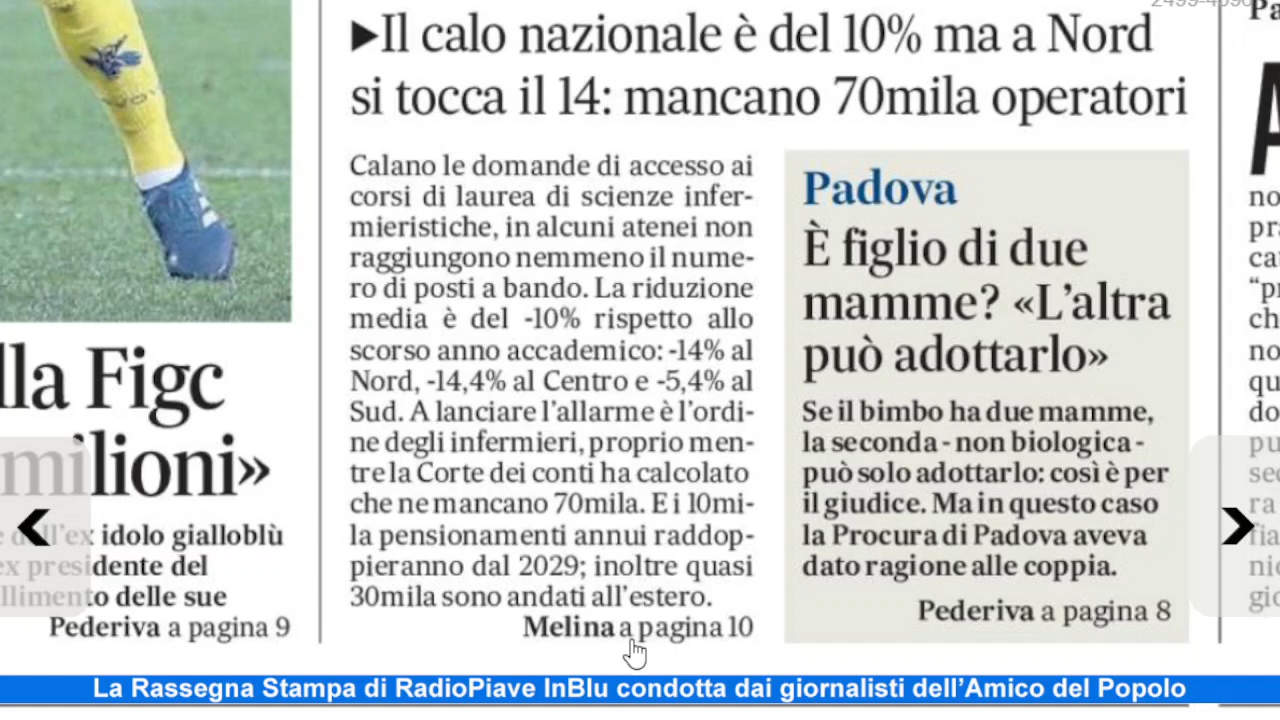 ►Il calo nazionale è del 10% ma a Nord
si tocca il 14: mancano 70mila operatori
Calano le domande di accesso ai
corsi di laurea di scienze infer-
mieristiche, in alcuni atenei non
raggiungono nemmeno il nume-
ro di posti a bando. La riduzione
media è del -10% rispetto allo
scorso anno accademico: -14% al
Nord, -14,4% al Centro e -5,4% al
Sud. A lanciare l'allarme è l'ordi-
ne degli infermieri, proprio men-
tre la Corte dei conti ha calcolato
che ne mancano 70mila. E i 10mi-
la pensionamenti annui raddop-
pieranno dal 2029; inoltre quasi
30mila sono andati all'estero.
Melina a pagina 10
Padova
È figlio di due
mamme? «L'altra
può adottarlo»
Se il bimbo ha due mamme,
la seconda - non biologica -
può solo adottarlo: così è per
il giudice. Ma in questo caso
la Procura di Padova aveva
dato ragione alle coppia.
Pederiva a pagina 8
lla Figc
milioni»
dell'ex idolo gialloblù
ex presidente del
llimento delle sue
Pederiva a pagina 9
La Rassegna Stampa di RadioPiave InBlu condotta dai giornalisti dell'Amico del Popolo